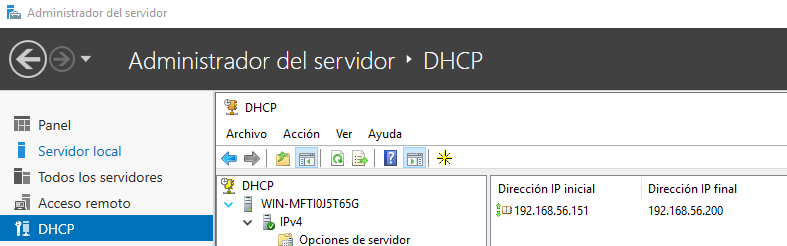 Administrador del servidor
Administrador del servidor ‣ DHCP
Panel
Servidor local
Todos los servidores
Acceso remoto
DHCP
DHCP
Archivo Acción Ver Ayuda
DHCP
WIN-MFTI0J5T65G
IPv4
Opciones de servidor
Dirección IP inicial Dirección IP final
192.168.56.151 192.168.56.200